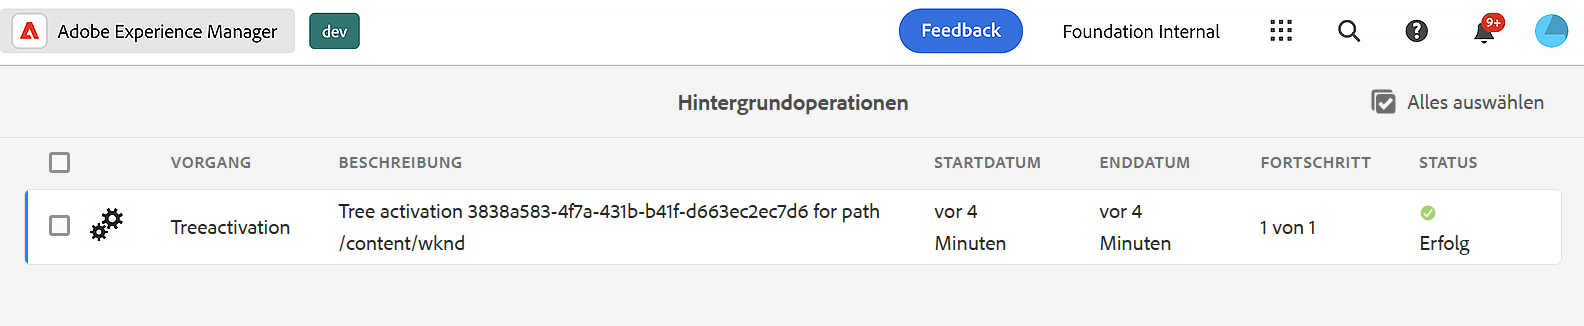 Adobe Experience Manager dev Feedback Foundation Internal 9+
Hintergrundoperationen Alles auswählen
VORGANG BESCHREIBUNG STARTDATUM ENDDATUM FORTSCHRITT STATUS
Tree activation 3838a583-4f7a-431b-b41f-d663ec2ec7d6 for path vor 4 vor 4
Treeactivation 1 von 1
/content/wknd Minuten Minuten Erfolg